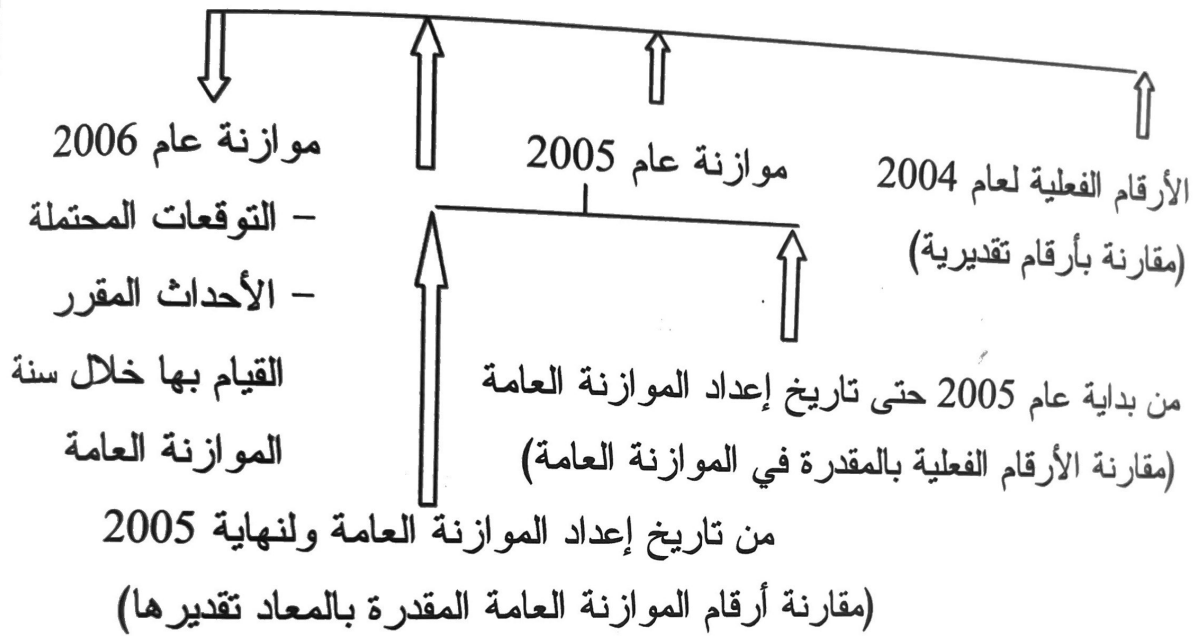 الأرقام الفعلية لعام 2004
(مقارنة بأرقام تقديرية)
موازنة عام 2005
من بداية عام 2005 حتى تاريخ إعداد الموازنة العامة
(مقارنة الأرقام الفعلية بالمقدرة في الموازنة العامة)
من تاريخ إعداد الموازنة العامة ولنهاية 2005
(مقارنة أرقام الموازنة العامة المقدرة بالمعاد تقديرها)
موازنة عام 2006
– التوقعات المحتملة
– الأحداث المقرر
القيام بها خلال سنة
الموازنة العامة